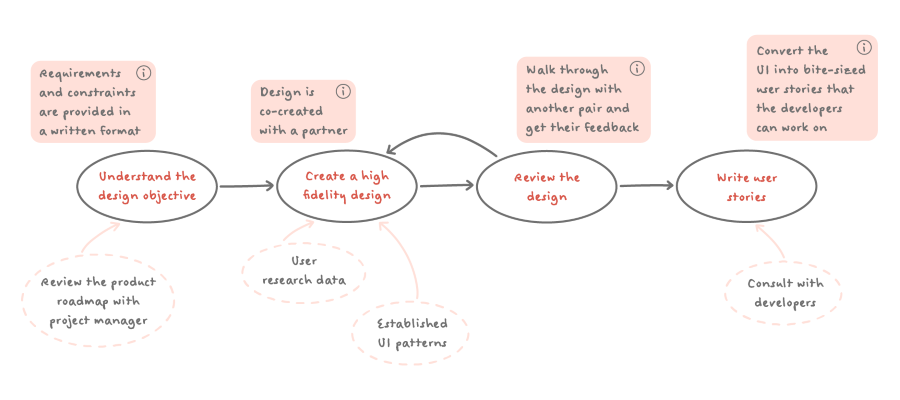 Requirements
and constraints
are provided in
a written format
Design is
co-created
with a partner
Walk through
the design with
another pair and
get their feedback
Convert the
UI into bite-sized
user stories that
the developers
can work on
Understand the
design objective
Create a high
fidelity design
Review the
design
Write user
stories
Review the product
roadmap with
project manager
User
research data
Established
UI patterns
Consult with
developers